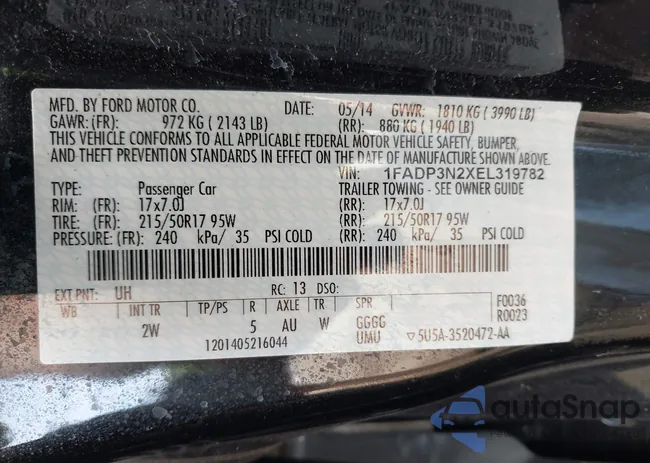 MFD. BY FORD MOTOR CO. DATE: 05/14 GVWR: 1810 KG ( 3990 LB)
GAWR: (FR): 972 KG ( 2143 LB) (RR): 886 KG ( 1940 LB)
THIS VEHICLE CONFORMS TO ALL APPLICABLE FEDERAL MOTOR VEHICLE SAFETY, BUMPER,
AND THEFT PREVENTION STANDARDS IN EFFECT ON THE DATE OF MANUFACTURE SHOWN ABOVE.
VIN: 1FADP3N2XEL319782
TYPE: Passenger Car TRAILER TOWING - SEE OWNER GUIDE
RIM: (FR): 17x7.0J (RR): 17x7.0J
TIRE: (FR): 215/50R17 95W (RR): 215/50R17 95W
PRESSURE: (FR): 240 kPa/ 35 PSI COLD (RR): 240 kPa/ 35 PSI COLD
EXT PNT: UH RC: 13 DSO: F0036
WB INT TR TP/PS R AXLE TR SPR R0023
2W 5 AU W GGGG
UMU ▽5U5A-3520472-AA
1201405216044
autoSnap